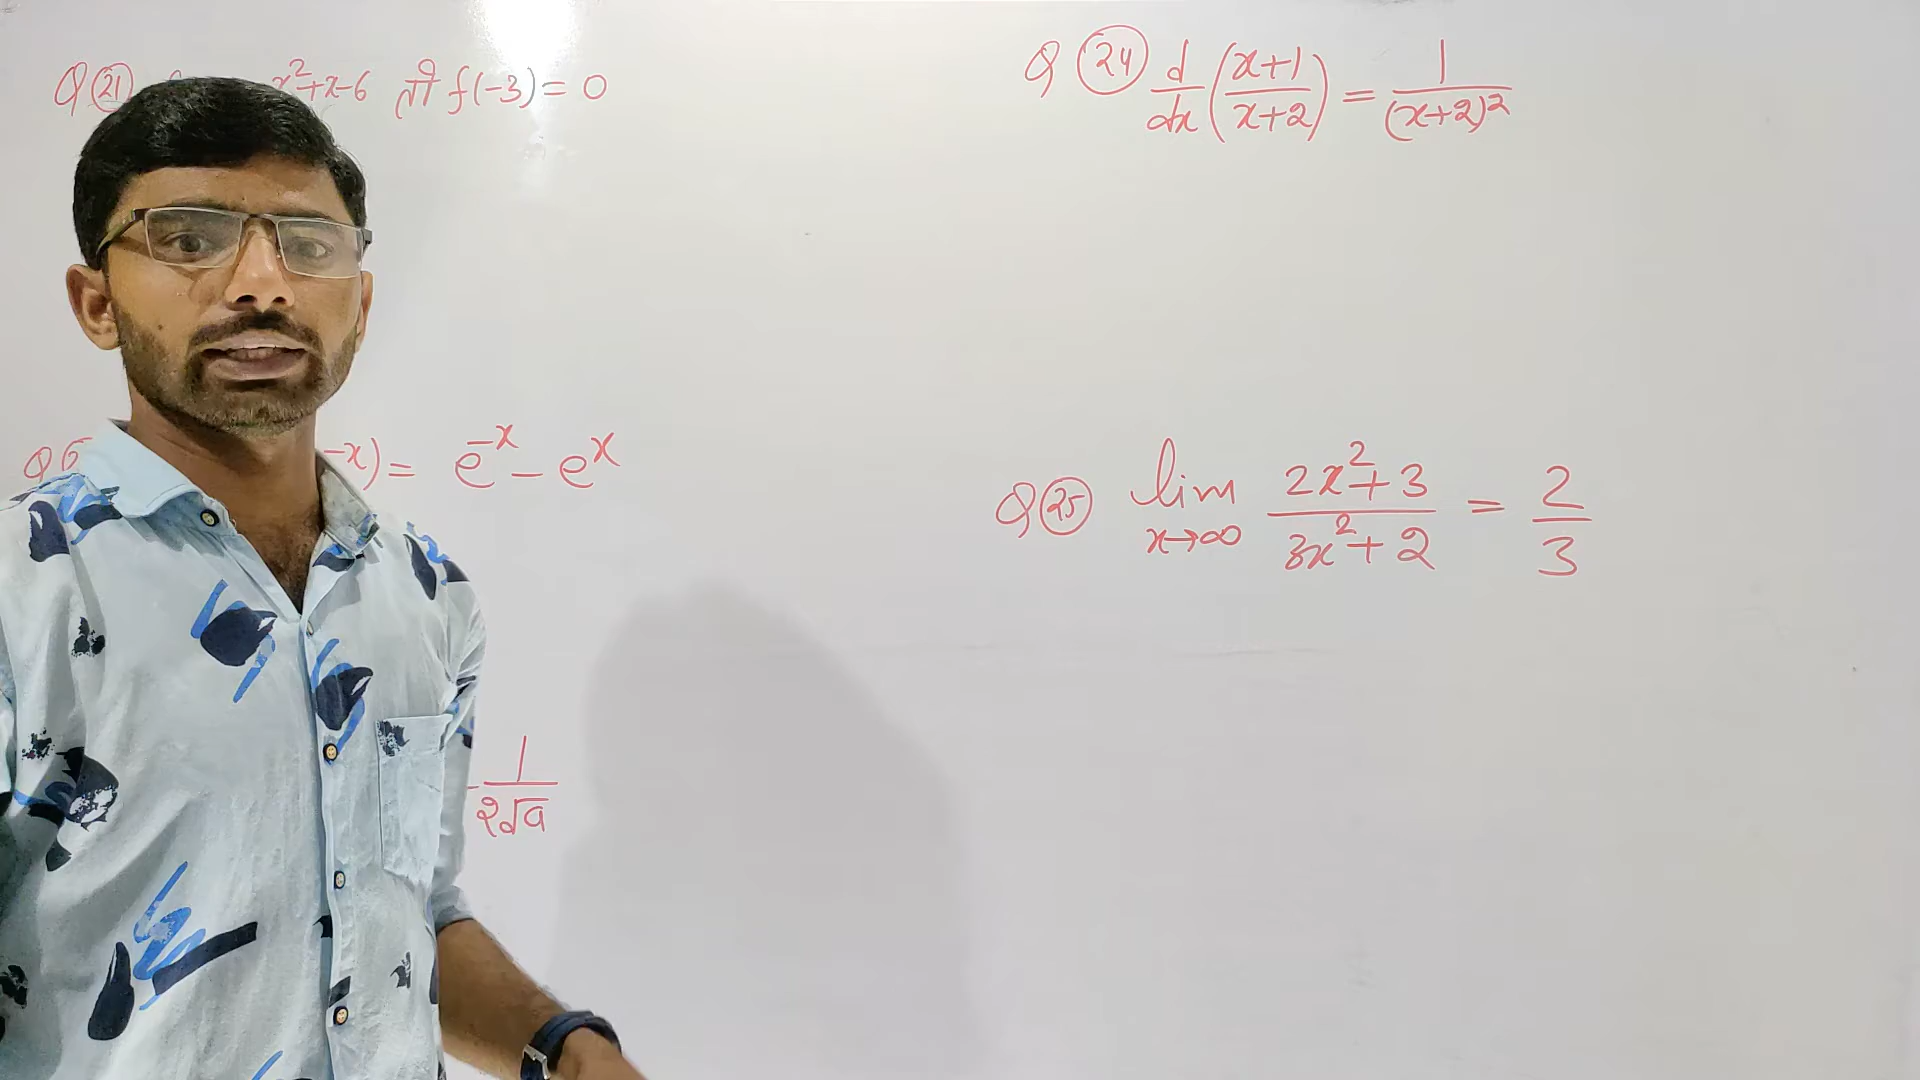 Q (21) x²+x-6 तो f(-3) = 0
-x) = e^-x - e^x
1/2√a
Q (24) d/dx ((x+1)/(x+2)) = 1/(x+2)²
Q (25) lim x→∞ (2x²+3)/(3x²+2) = 2/3